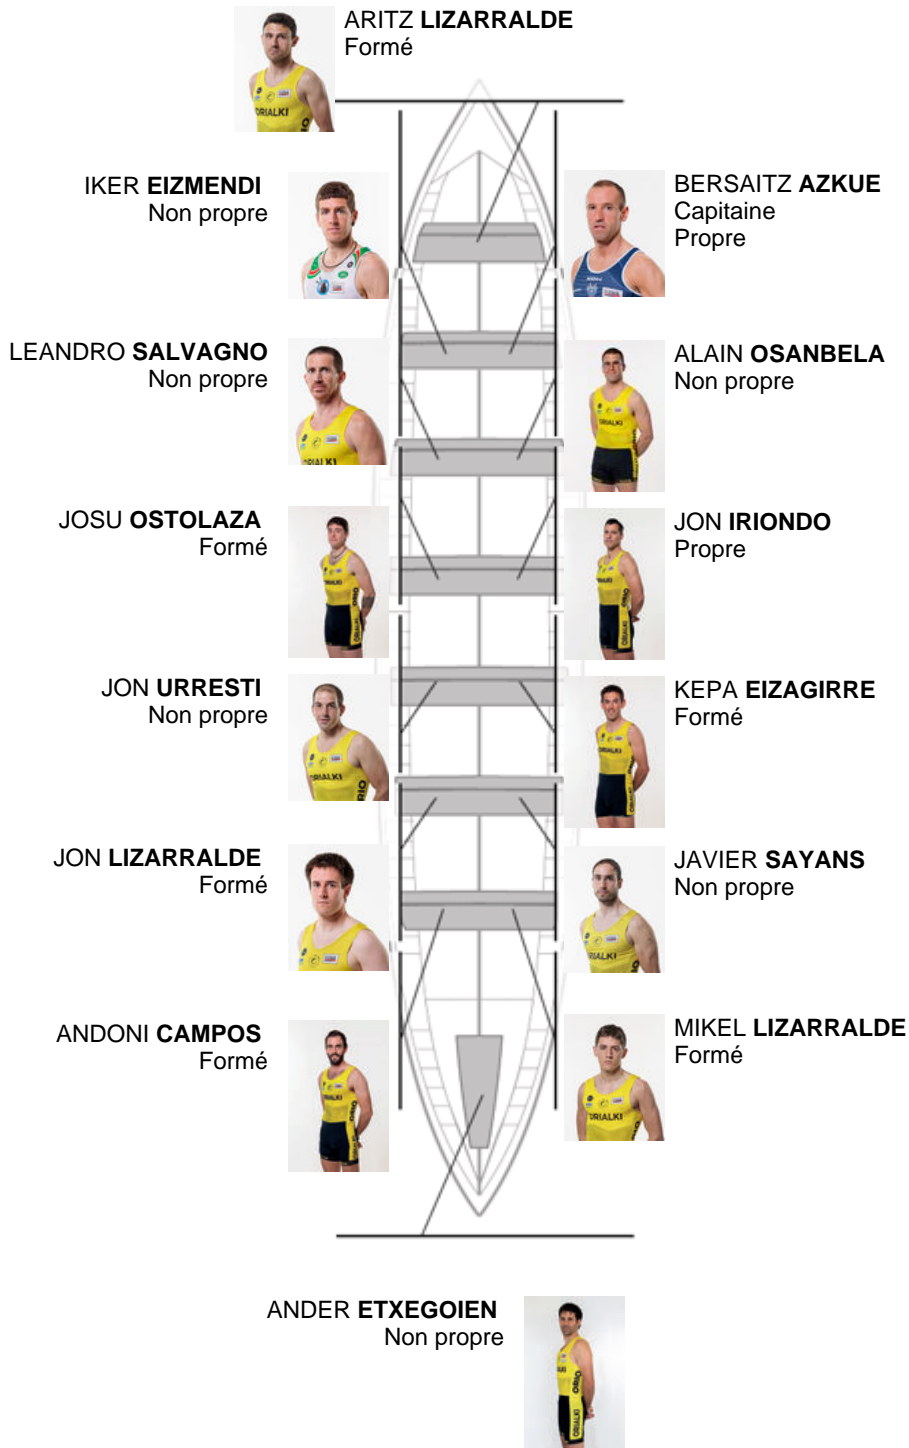 ARITZ LIZARRALDE
Formé
IKER EIZMENDI
Non propre
BERSAITZ AZKUE
Capitaine
Propre
LEANDRO SALVAGNO
Non propre
ALAIN OSANBELA
Non propre
JOSU OSTOLAZA
Formé
JON IRIONDO
Propre
JON URRESTI
Non propre
KEPA EIZAGIRRE
Formé
JON LIZARRALDE
Formé
JAVIER SAYANS
Non propre
ANDONI CAMPOS
Formé
MIKEL LIZARRALDE
Formé
ANDER ETXEGOIEN
Non propre